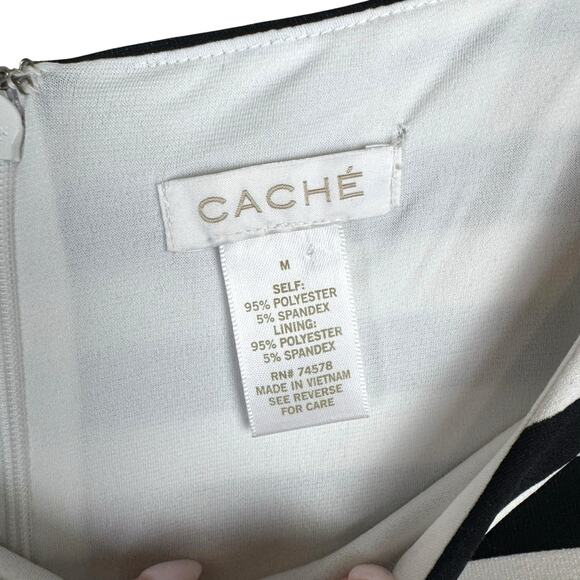 CACHÉ
M
SELF:
95% POLYESTER
5% SPANDEX
LINING:
95% POLYESTER
5% SPANDEX
RN# 74578
MADE IN VIETNAM
SEE REVERSE
FOR CARE